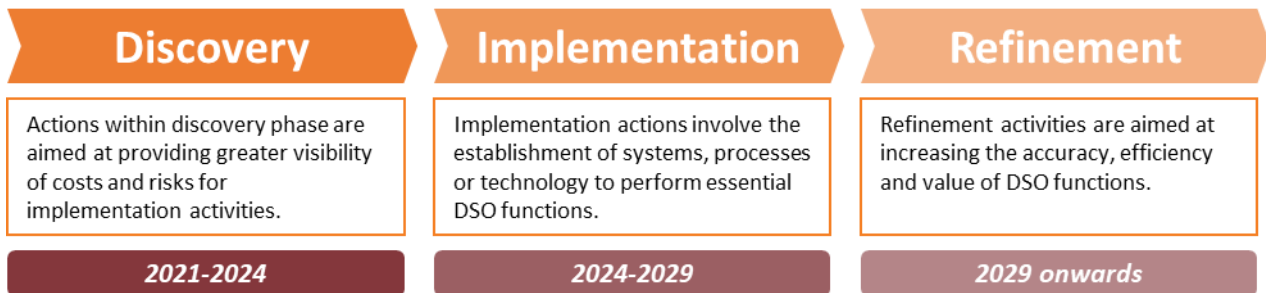 Discovery
Actions within discovery phase are
aimed at providing greater visibility
of costs and risks for
implementation activities.
2021-2024
Implementation
Implementation actions involve the
establishment of systems, processes
or technology to perform essential
DSO functions.
2024-2029
Refinement
Refinement activities are aimed at
increasing the accuracy, efficiency
and value of DSO functions.
2029 onwards